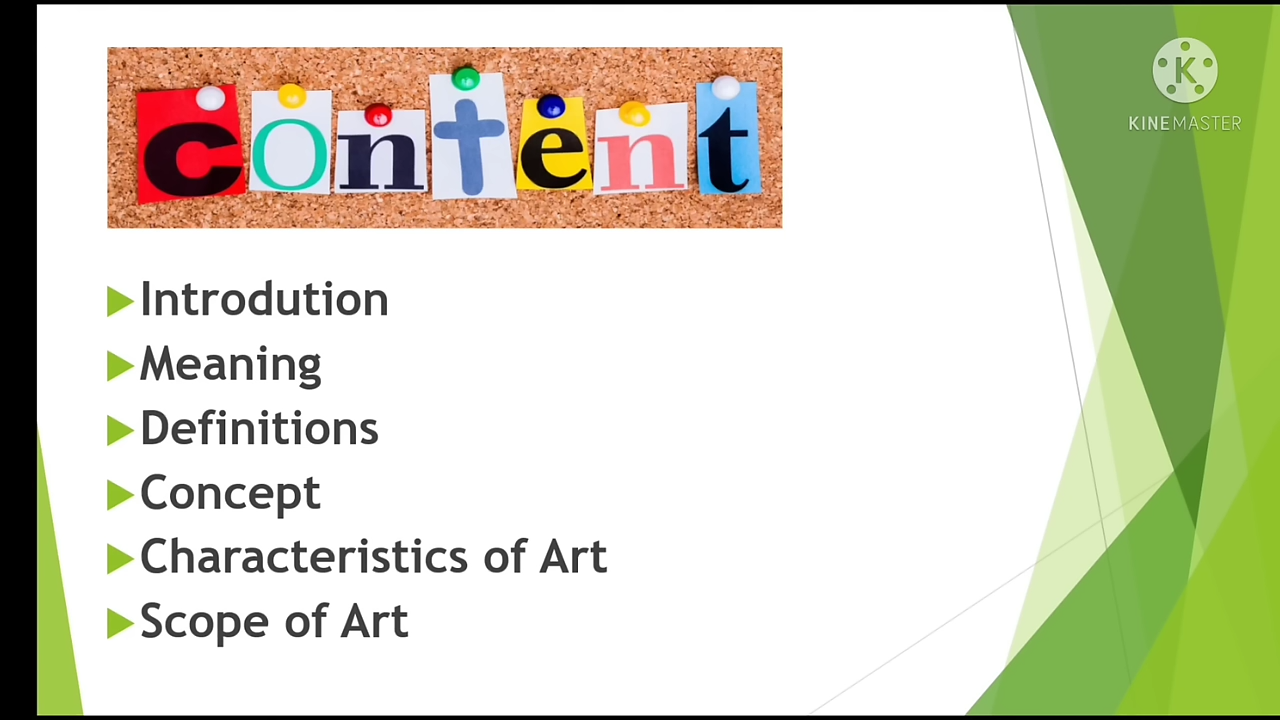 content
K
KINEMASTER
Introdution
Meaning
Definitions
Concept
Characteristics of Art
Scope of Art